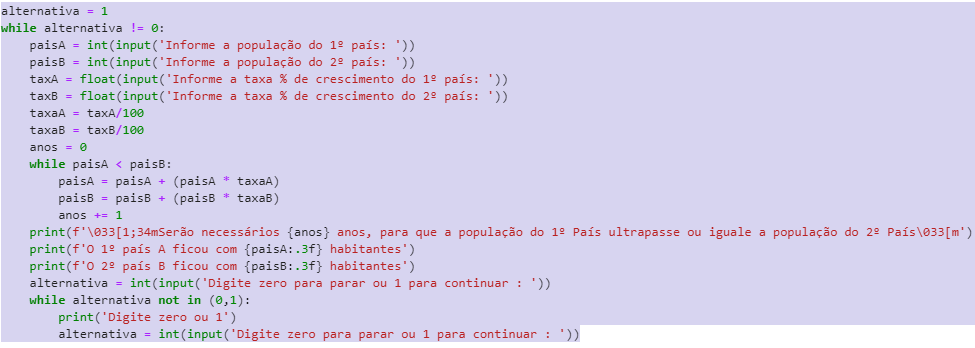 alternativa = 1
while alternativa != 0:
    paisA = int(input('Informe a população do 1º país: '))
    paisB = int(input('Informe a população do 2º país: '))
    taxA = float(input('Informe a taxa % de crescimento do 1º país: '))
    taxB = float(input('Informe a taxa % de crescimento do 2º país: '))
    taxaA = taxA/100
    taxaB = taxB/100
    anos = 0
    while paisA < paisB:
        paisA = paisA + (paisA * taxaA)
        paisB = paisB + (paisB * taxaB)
        anos += 1
    print(f'\033[1;34mSerão necessários {anos} anos, para que a população do 1º País ultrapasse ou iguale a população do 2º País\033[m')
    print(f'O 1º país A ficou com {paisA:.3f} habitantes')
    print(f'O 2º país B ficou com {paisB:.3f} habitantes')
    alternativa = int(input('Digite zero para parar ou 1 para continuar : '))
    while alternativa not in (0,1):
        print('Digite zero ou 1')
        alternativa = int(input('Digite zero para parar ou 1 para continuar : '))